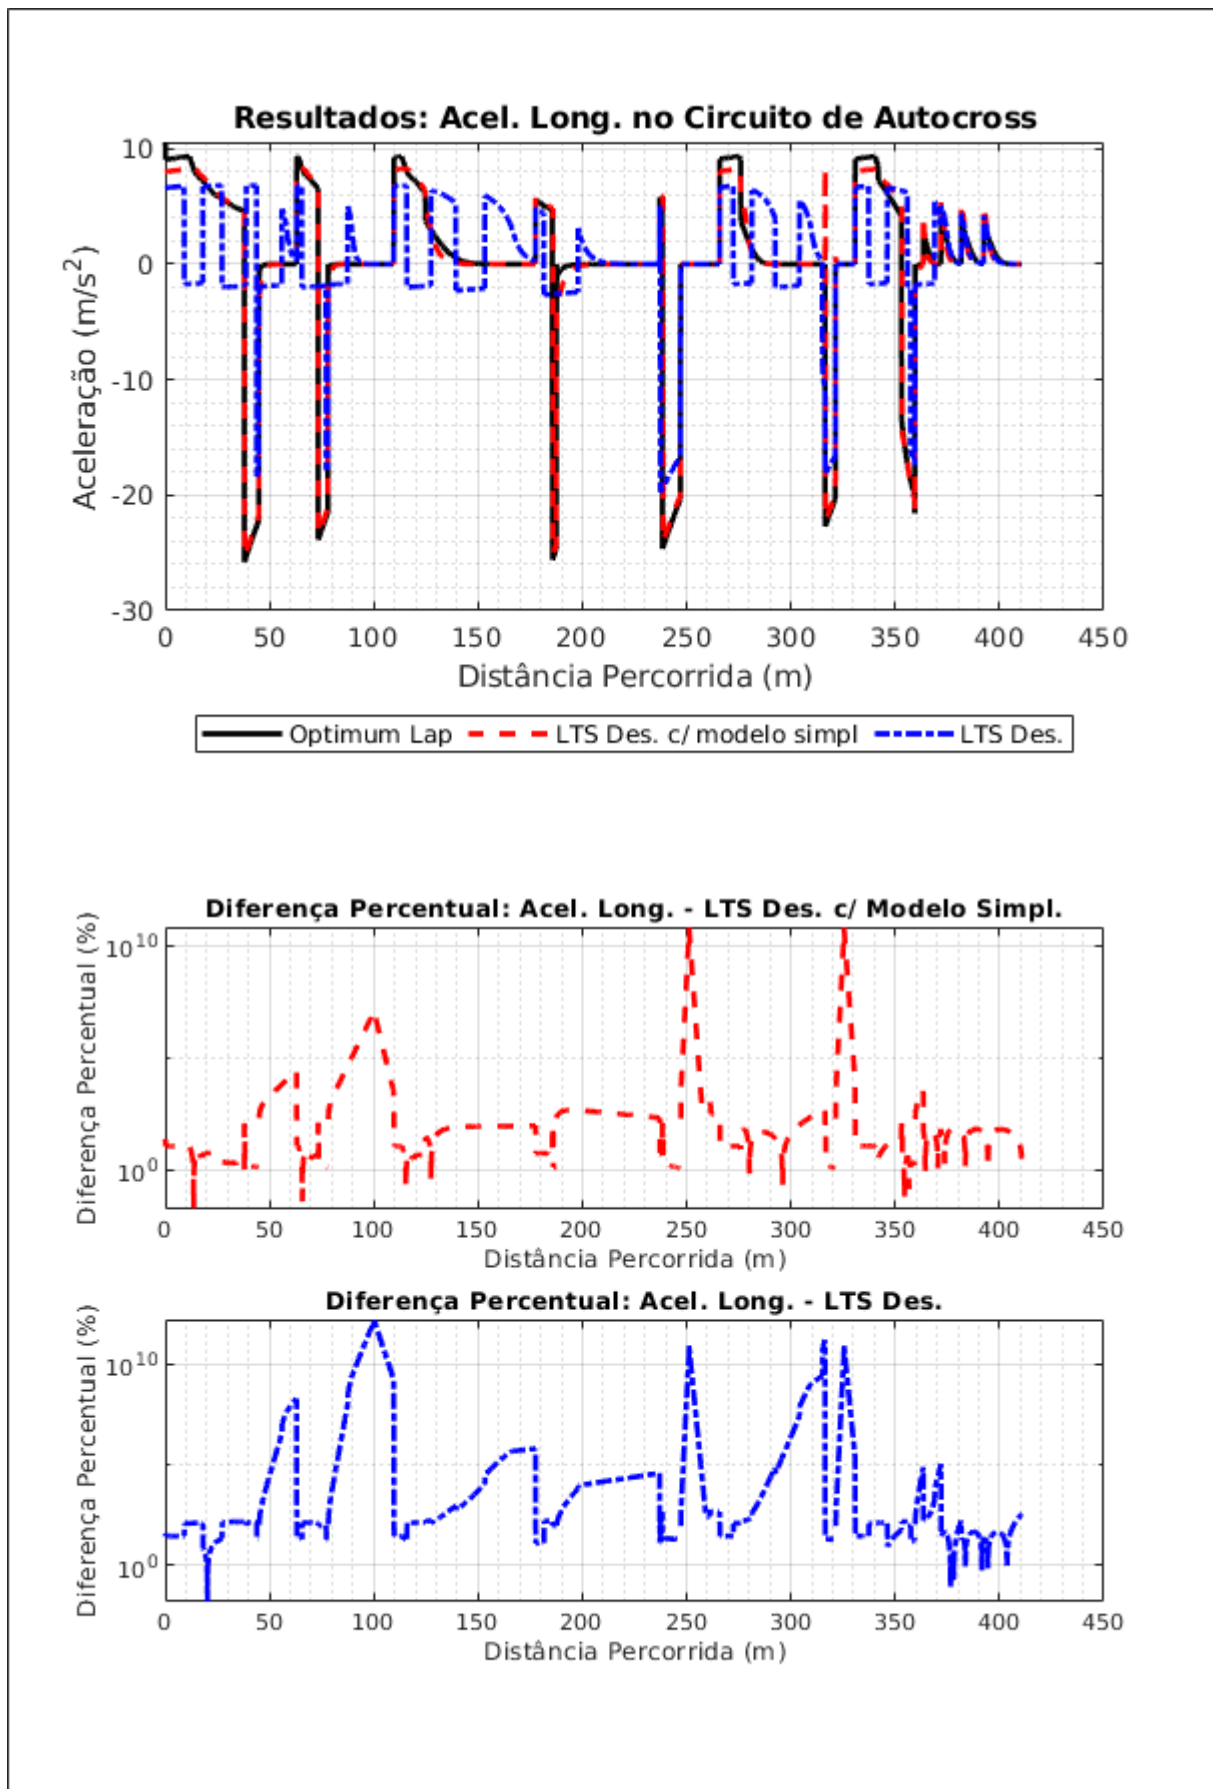 Resultados: Acel. Long. no Circuito de Autocross
Aceleração (m/s²)
10
0
-10
-20
-30
0 50 100 150 200 250 300 350 400 450
Distância Percorrida (m)
Optimum Lap LTS Des. c/ modelo simpl LTS Des.
Diferença Percentual: Acel. Long. - LTS Des. c/ Modelo Simpl.
Diferença Percentual (%)
10¹⁰
10⁰
0 50 100 150 200 250 300 350 400 450
Distância Percorrida (m)
Diferença Percentual: Acel. Long. - LTS Des.
Diferença Percentual (%)
10¹⁰
10⁰
0 50 100 150 200 250 300 350 400 450
Distância Percorrida (m)